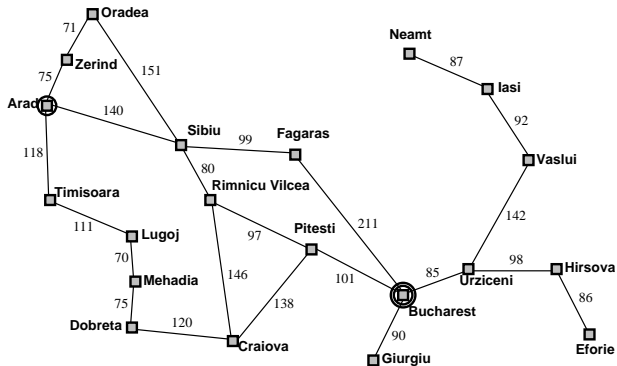 Oradea
71
Neamt
Zerind
87
75
151
Iasi
Arad
140
92
Sibiu
Fagaras
118
99
Vaslui
80
Rimnicu Vilcea
Timisoara
211
142
111
Pitesti
Lugoj
97
70
98
Hirsova
146
101
85
Urziceni
Mehadia
86
75
138
Bucharest
120
Dobreta
90
Craiova
Eforie
Giurgiu